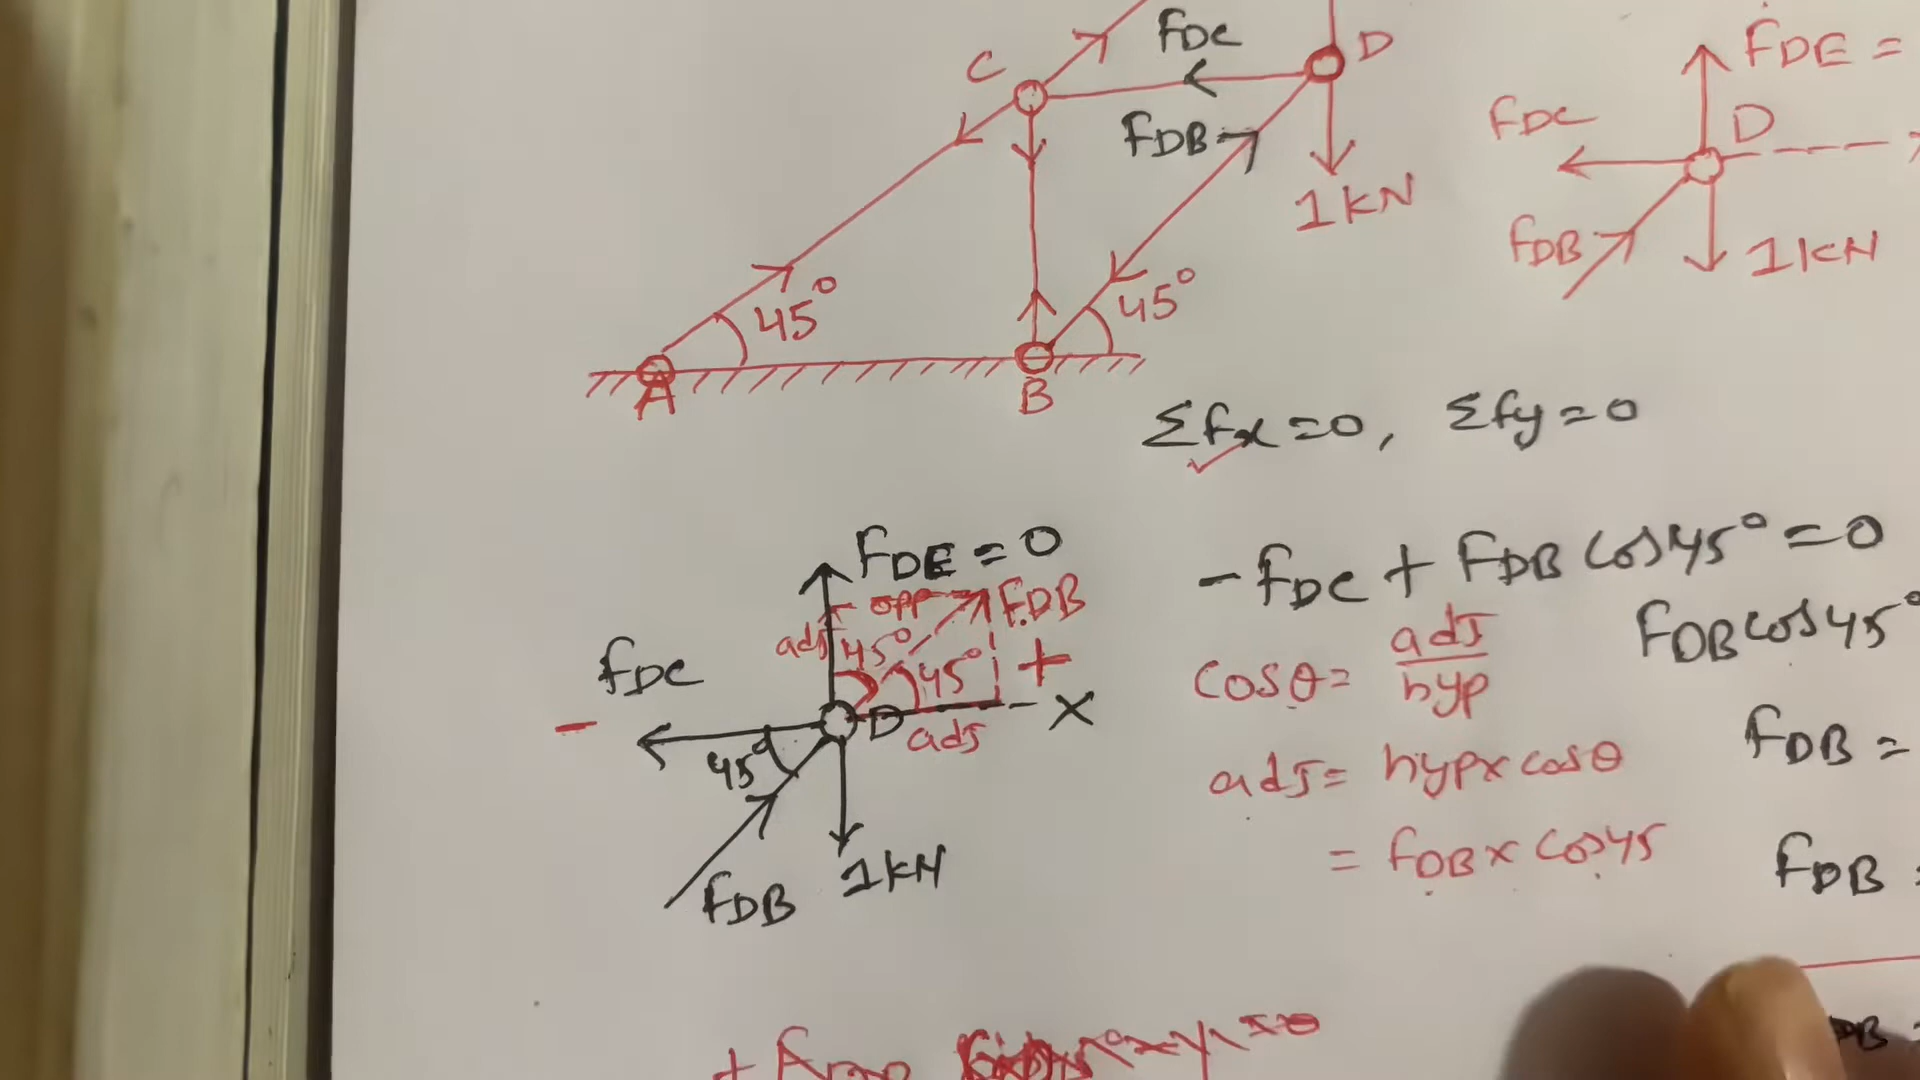 FDC
D
C
FDB
1KN
45°
45°
A
B
FDE =
FDC
D
FDB
1KN
Σfx=0, Σfy=0
FDE = 0
opp
FDB
adj
45°
45°
+
FDC
-
D
X
adj
45°
FDB
1KN
- FDC + FDB cos45° = 0
cosθ = adj/hyp
FDB cos45°
adj = hyp x cosθ
FDB =
= FDB x cos45
FDB